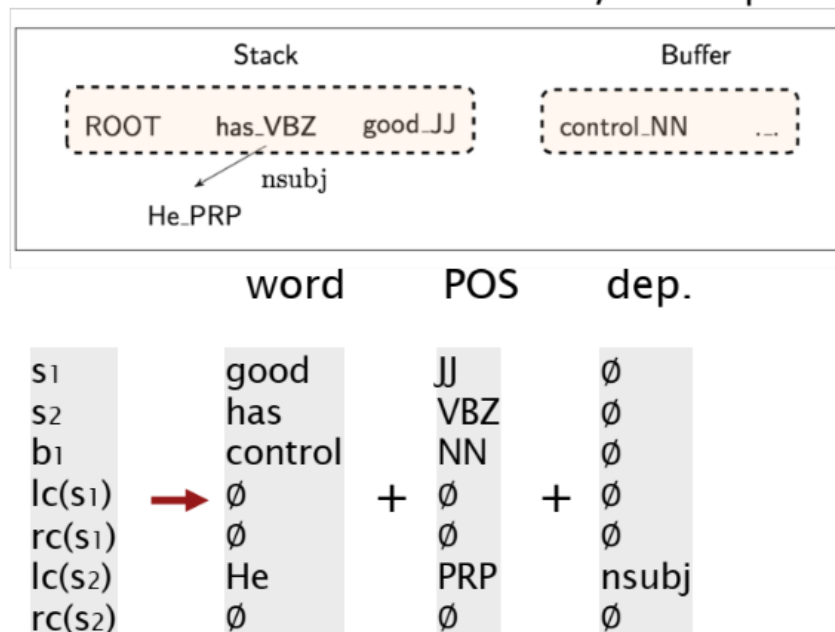 Stack Buffer
ROOT has_VBZ good_JJ control_NN ._.
nsubj
He_PRP
word POS dep.
s1 good JJ ∅
s2 has VBZ ∅
b1 control NN ∅
lc(s1) → ∅ + ∅ + ∅
rc(s1) ∅ ∅ ∅
lc(s2) He PRP nsubj
rc(s2) ∅ ∅ ∅